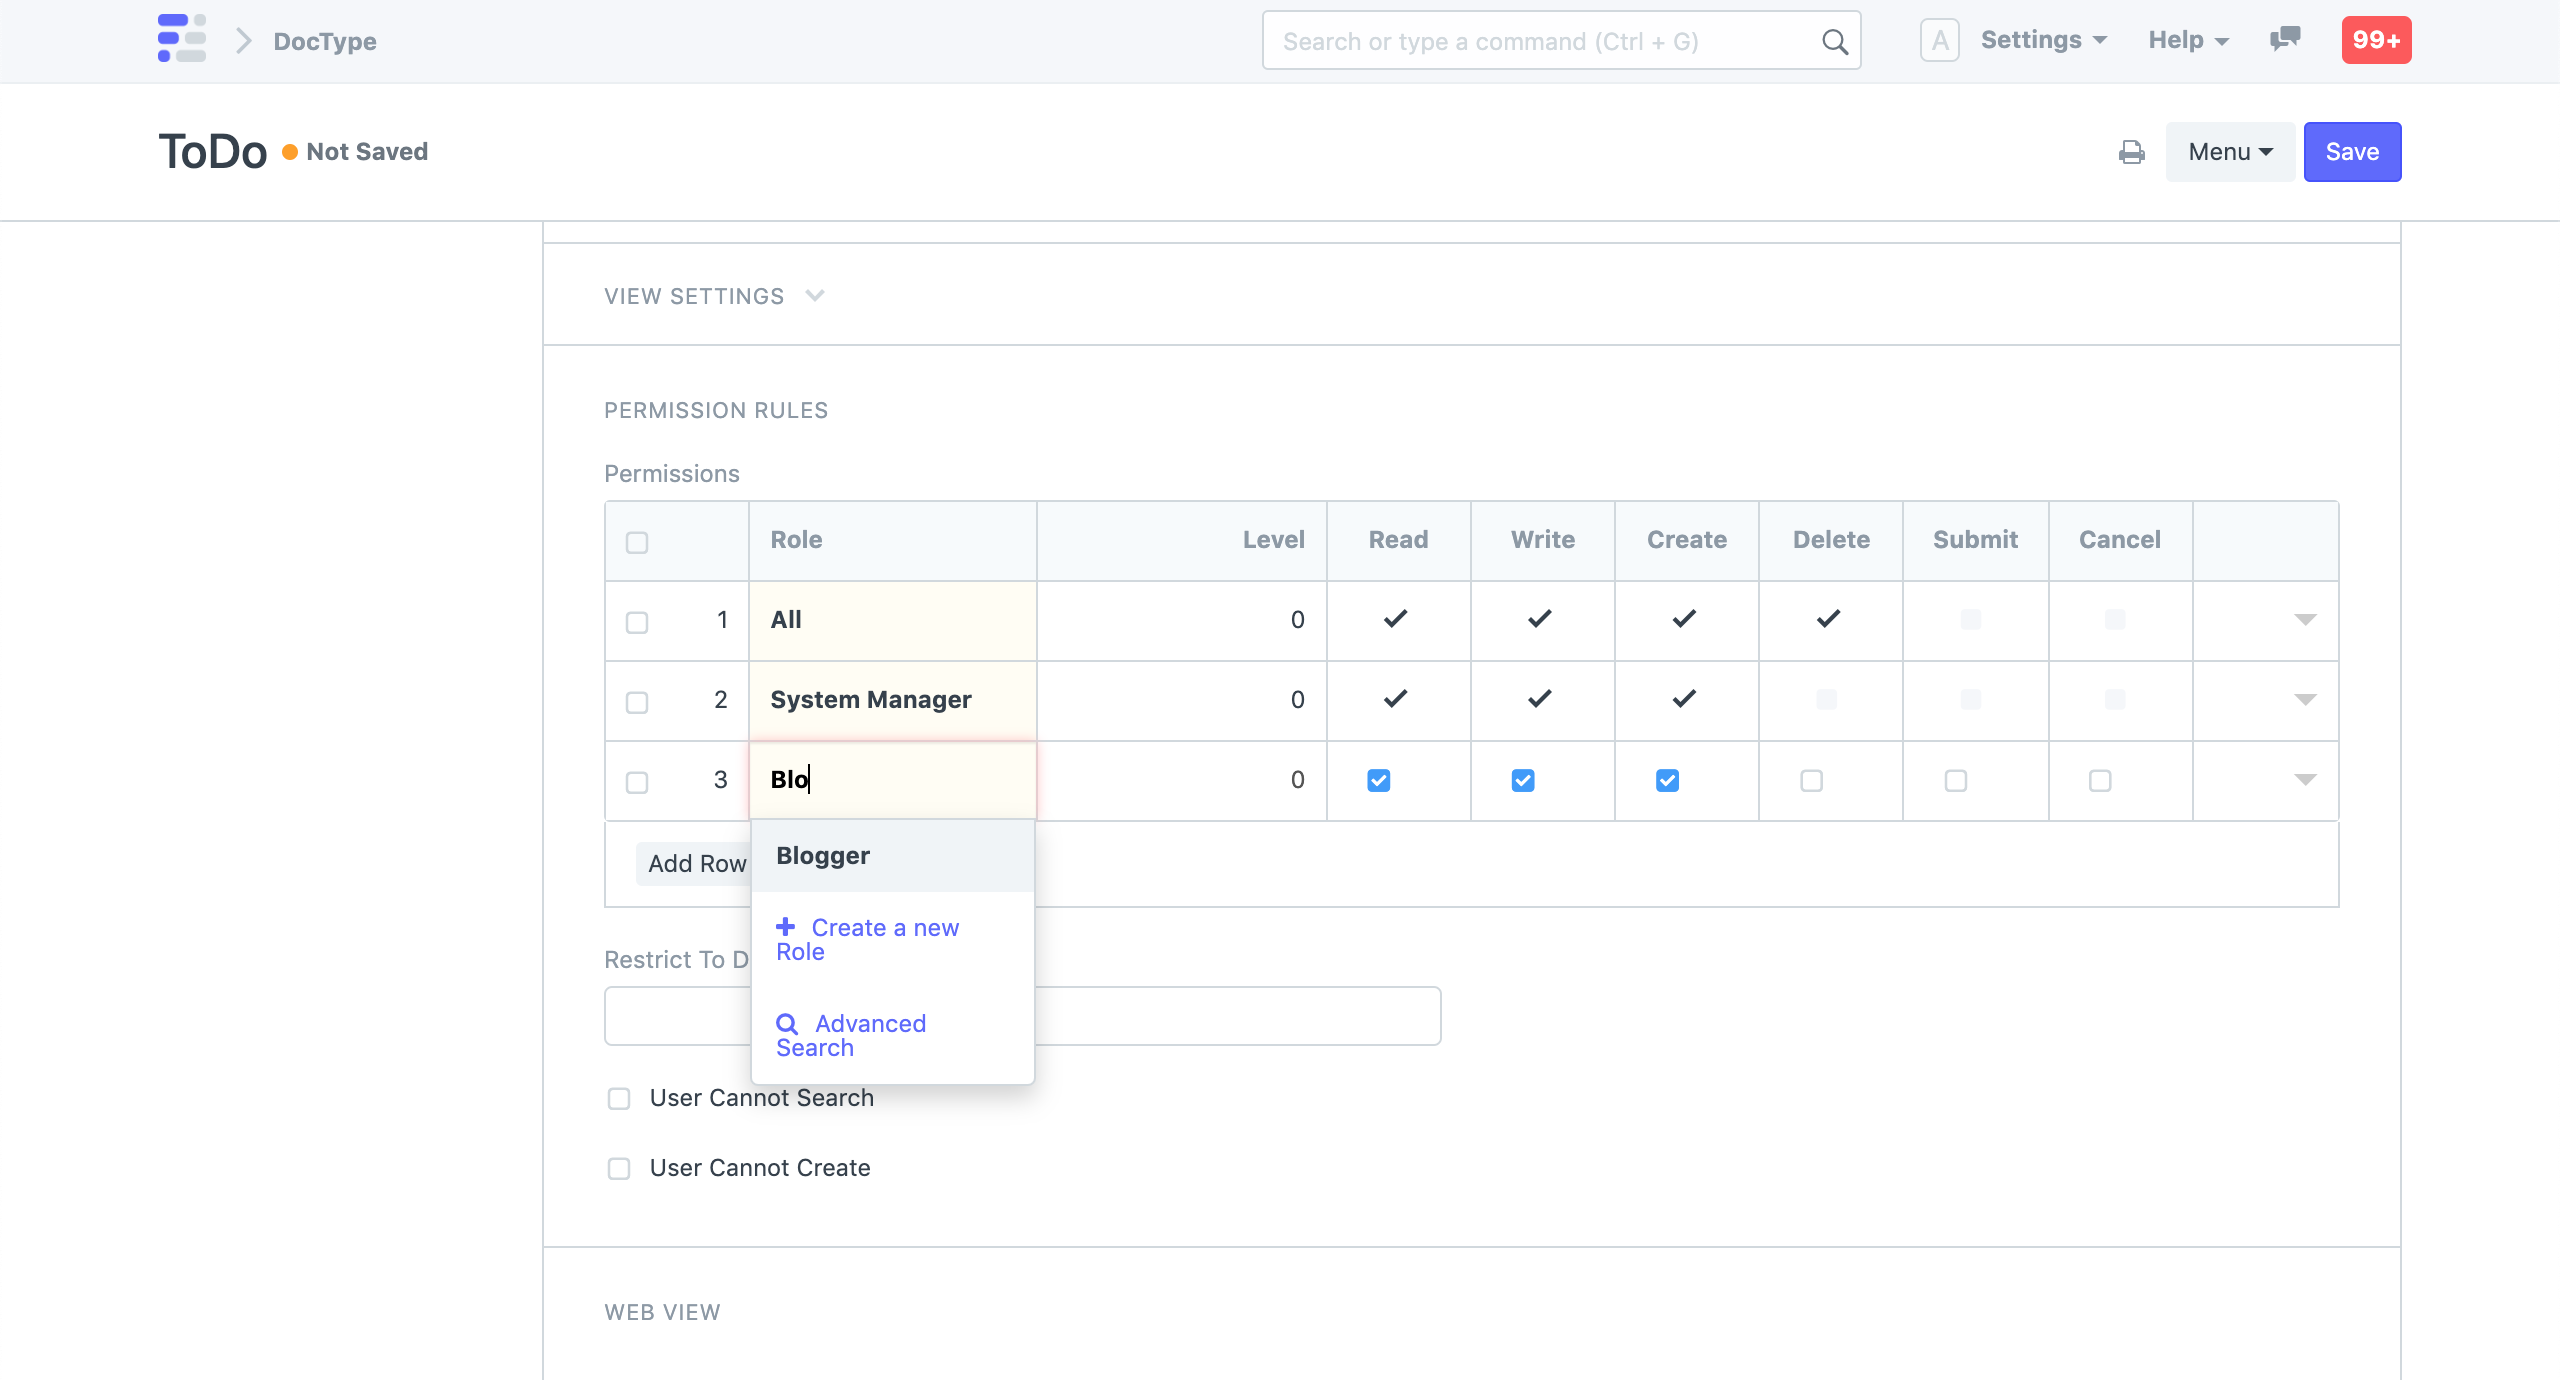 DocType
Search or type a command (Ctrl + G)
A
Settings
Help
99+
ToDo
Not Saved
Menu
Save
VIEW SETTINGS
PERMISSION RULES
Permissions
Role Level Read Write Create Delete Submit Cancel
1 All 0
2 System Manager 0
3 Blo 0
Add Row
Blogger
Create a new
Role
Restrict To D
Advanced
Search
User Cannot Search
User Cannot Create
WEB VIEW